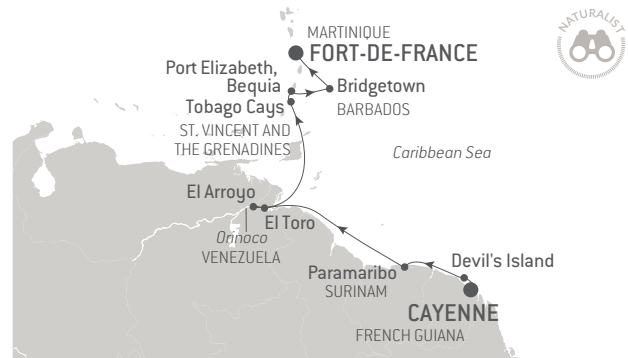 NATURALIST
MARTINIQUE
FORT-DE-FRANCE
Port Elizabeth,
Bequia
Bridgetown
BARBADOS
Tobago Cays
ST. VINCENT AND
THE GRENADINES
Caribbean Sea
El Arroyo
El Toro
Orinoco
VENEZUELA
Devil's Island
Paramaribo
SURINAM
CAYENNE
FRENCH GUIANA